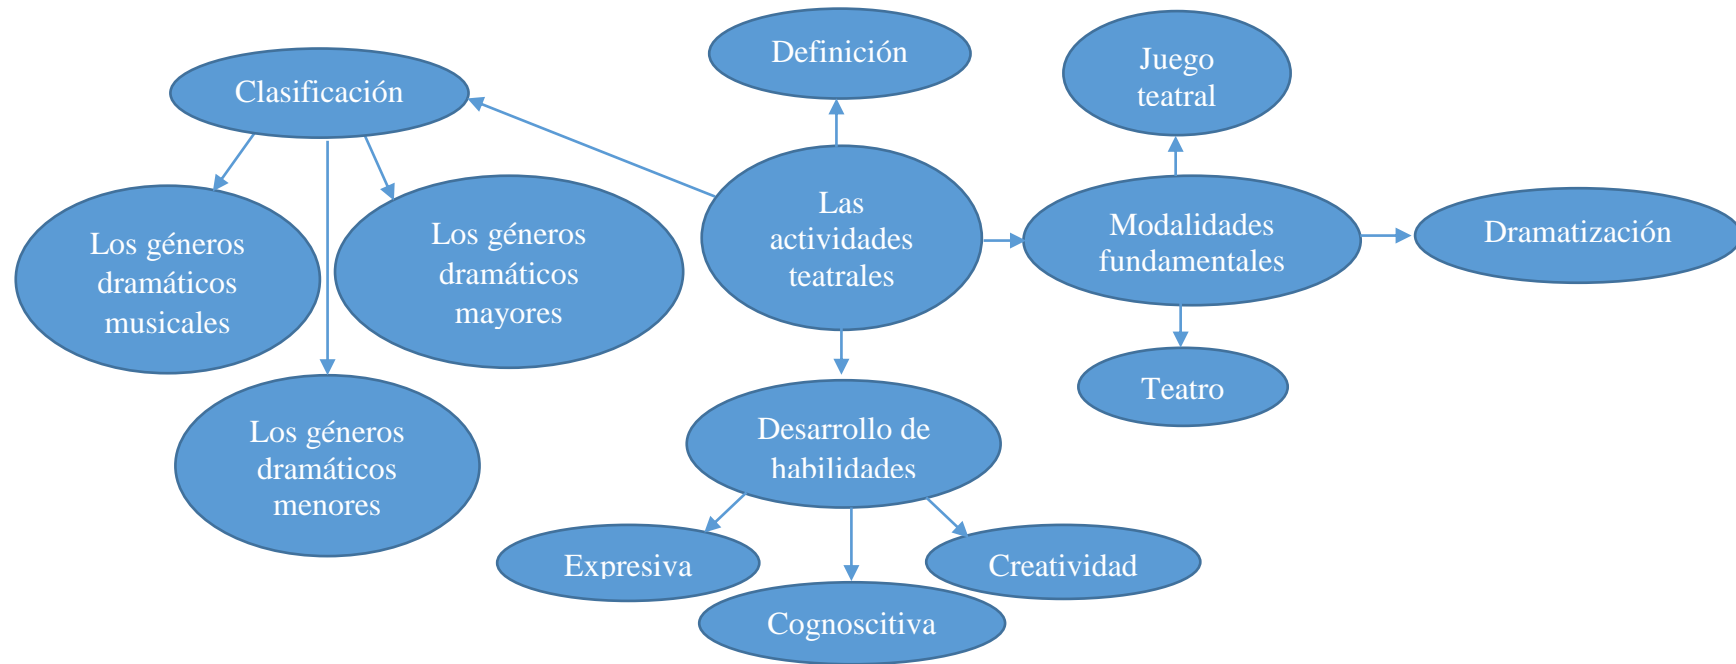 Definición
Juego
teatral
Clasificación
Las
actividades
teatrales
Modalidades
fundamentales
Dramatización
Los géneros
dramáticos
musicales
Los géneros
dramáticos
mayores
Teatro
Los géneros
dramáticos
menores
Desarrollo de
habilidades
Expresiva
Creatividad
Cognoscitiva